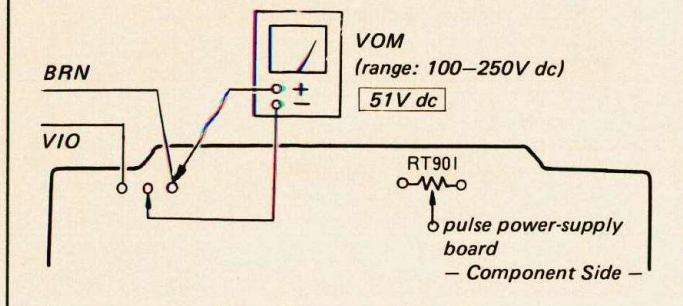 VOM
(range: 100–250V dc)
51V dc
+
−
BRN
VIO
RT901
pulse power-supply
board
– Component Side –